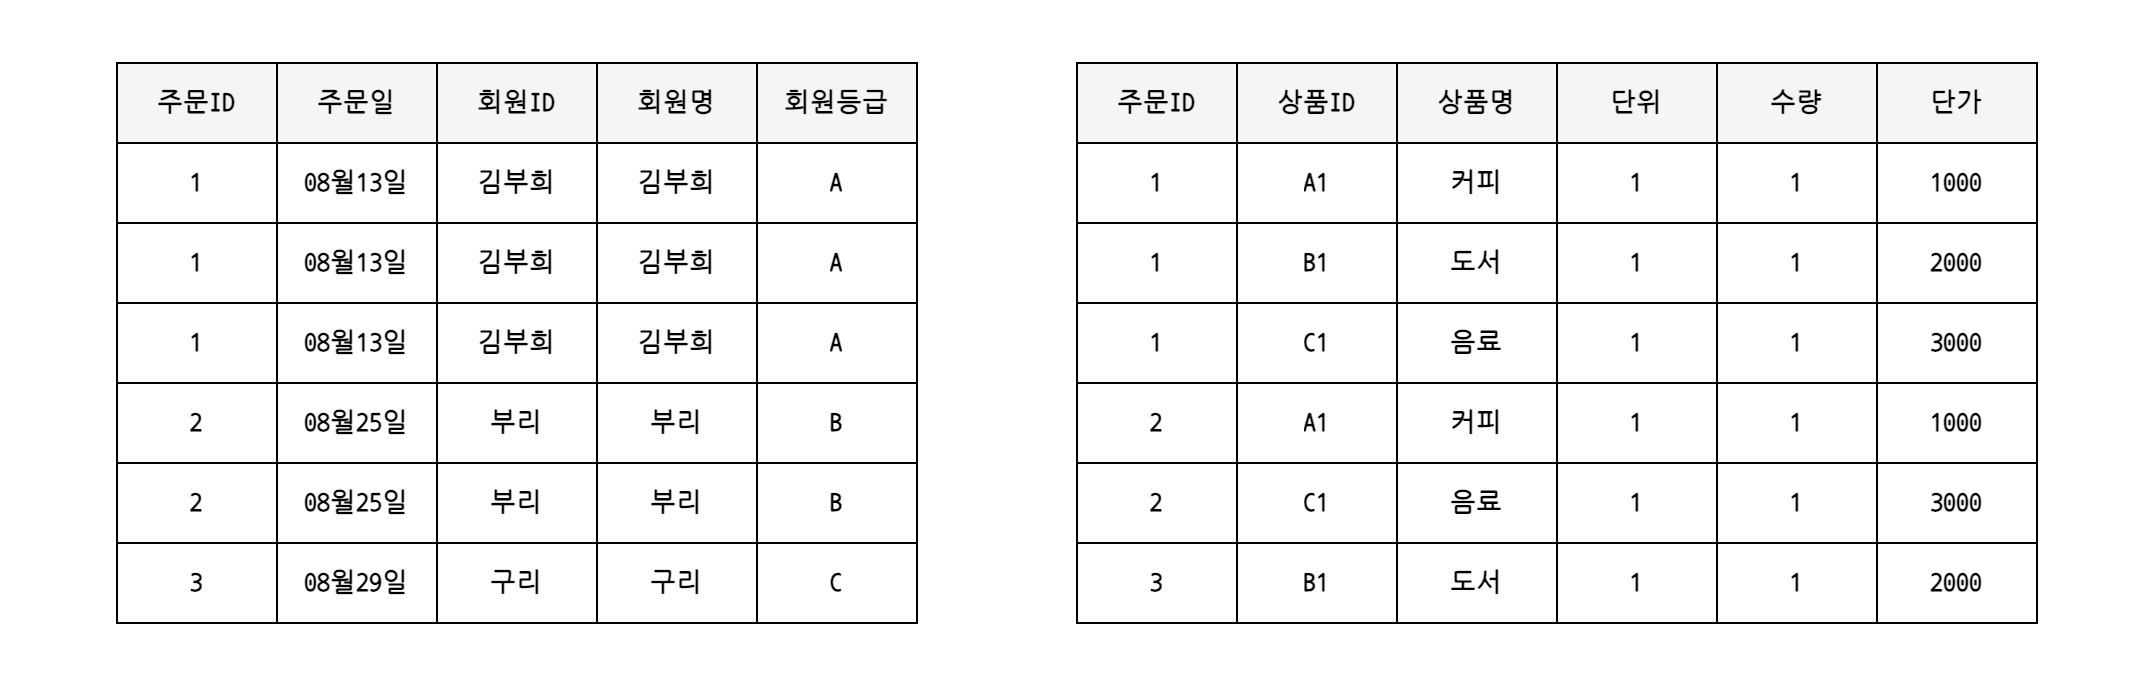 주문ID 주문일 회원ID 회원명 회원등급
1 08월13일 김부희 김부희 A
1 08월13일 김부희 김부희 A
1 08월13일 김부희 김부희 A
2 08월25일 부리 부리 B
2 08월25일 부리 부리 B
3 08월29일 구리 구리 C
주문ID 상품ID 상품명 단위 수량 단가
1 A1 커피 1 1 1000
1 B1 도서 1 1 2000
1 C1 음료 1 1 3000
2 A1 커피 1 1 1000
2 C1 음료 1 1 3000
3 B1 도서 1 1 2000